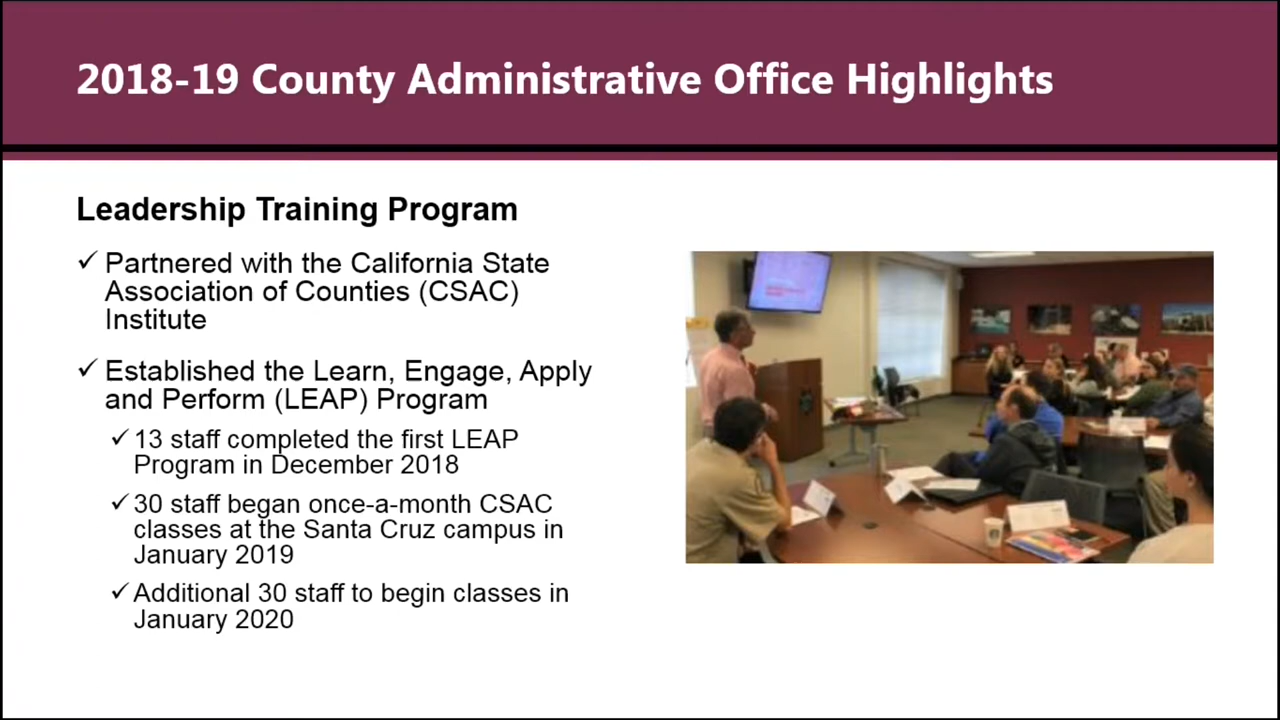 2018-19 County Administrative Office Highlights
Leadership Training Program
✓ Partnered with the California State
Association of Counties (CSAC)
Institute
✓ Established the Learn, Engage, Apply
and Perform (LEAP) Program
✓ 13 staff completed the first LEAP
Program in December 2018
✓ 30 staff began once-a-month CSAC
classes at the Santa Cruz campus in
January 2019
✓ Additional 30 staff to begin classes in
January 2020